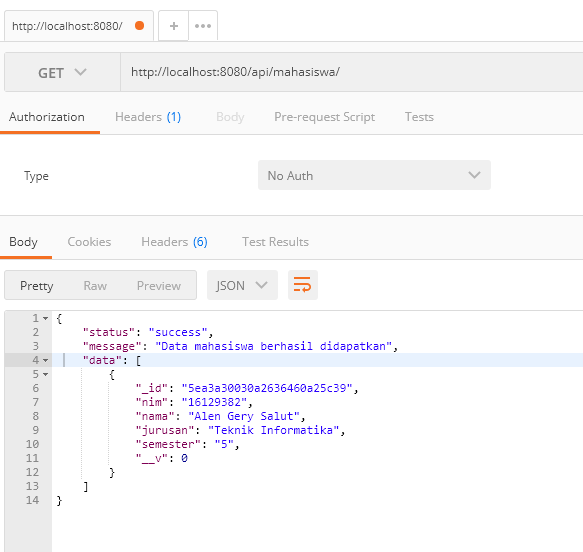 http://localhost:8080/
GET http://localhost:8080/api/mahasiswa/
Authorization Headers (1) Body Pre-request Script Tests
Type No Auth
Body Cookies Headers (6) Test Results
Pretty Raw Preview JSON
1 {
2 "status": "success",
3 "message": "Data mahasiswa berhasil didapatkan",
4 "data": [
5 {
6 "_id": "5ea3a30030a2636460a25c39",
7 "nim": "16129382",
8 "nama": "Alen Gery Salut",
9 "jurusan": "Teknik Informatika",
10 "semester": "5",
11 "__v": 0
12 }
13 ]
14 }